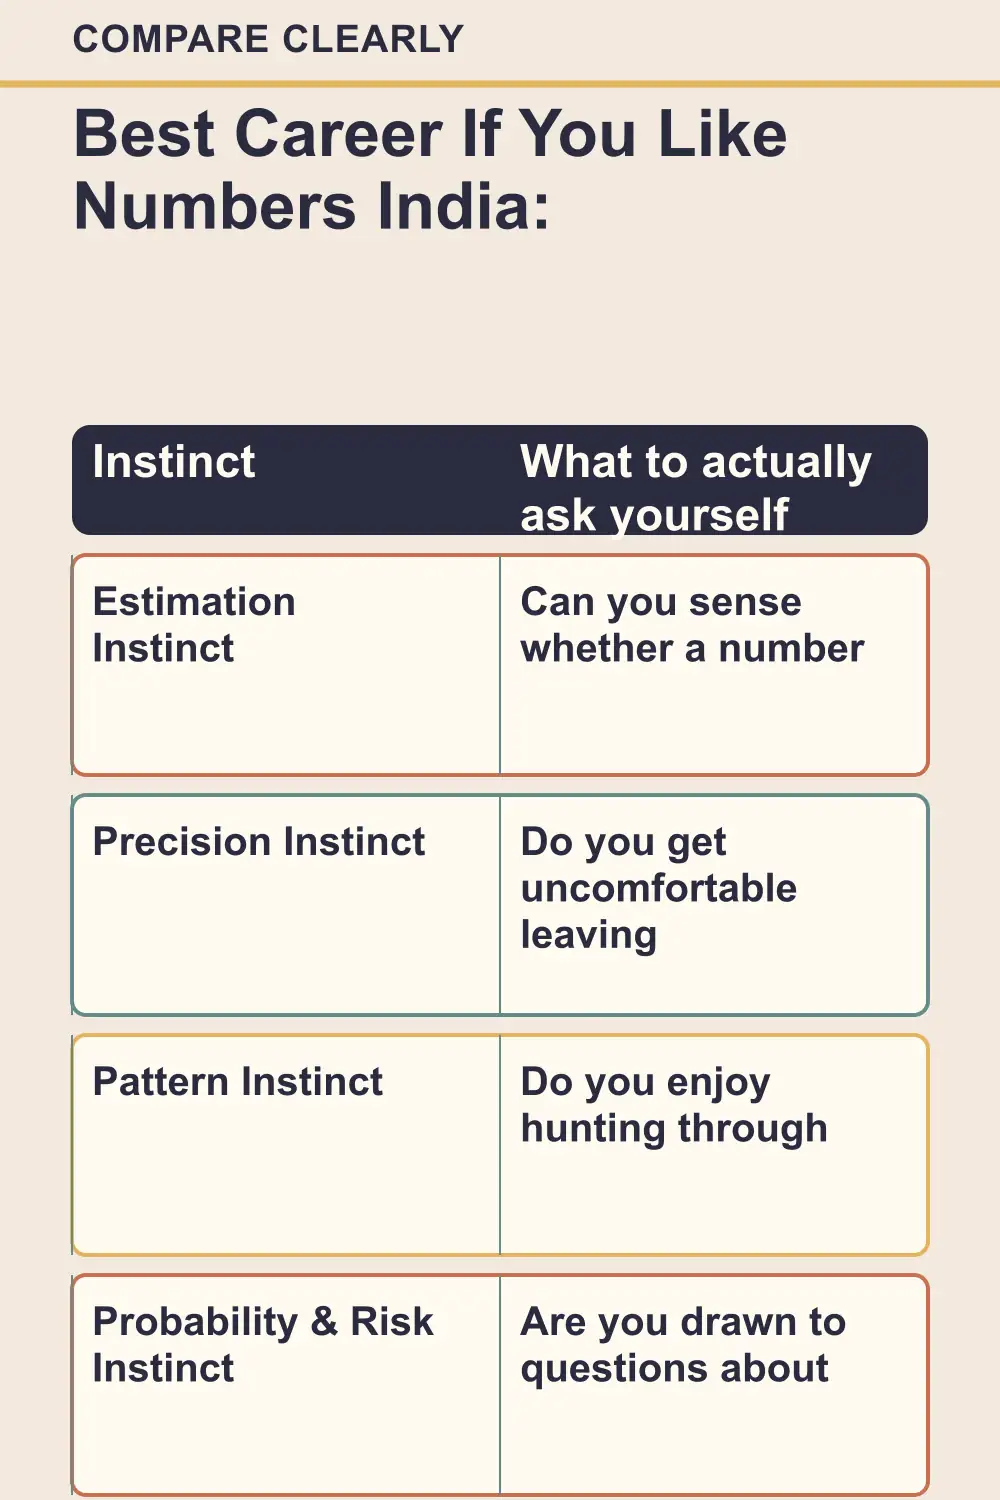 COMPARE CLEARLY
Best Career If You Like
Numbers India:
Instinct
What to actually
ask yourself
Estimation
Instinct
Can you sense
whether a number
Precision Instinct
Do you get
uncomfortable
leaving
Pattern Instinct
Do you enjoy
hunting through
Probability & Risk
Instinct
Are you drawn to
questions about